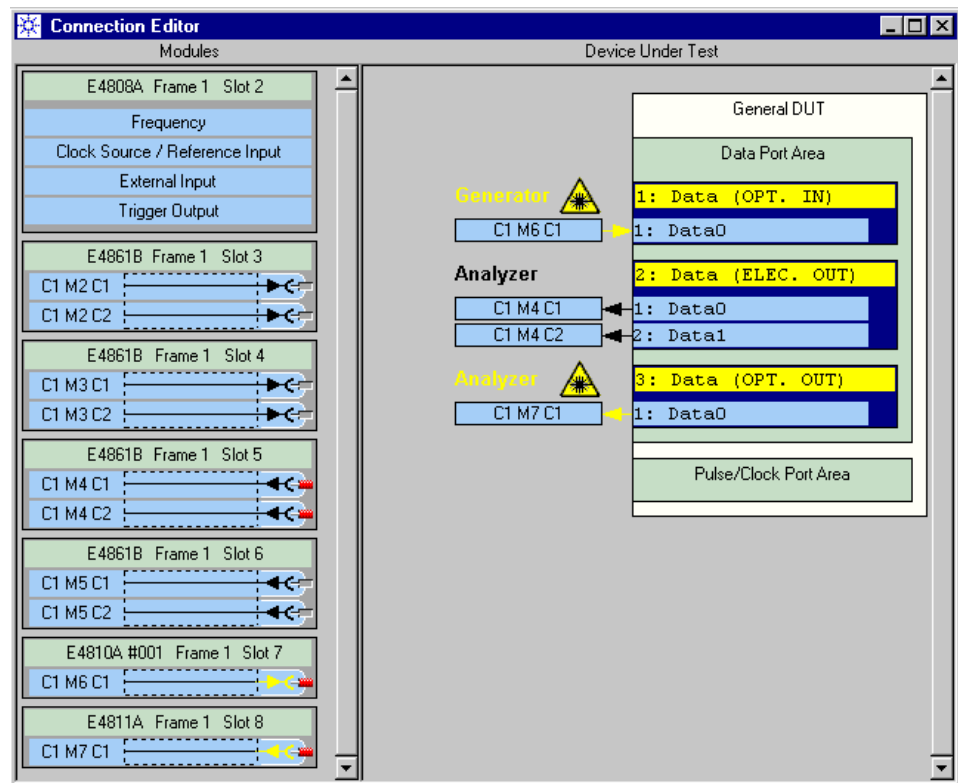 Connection Editor
Modules
Device Under Test
E4808A Frame 1 Slot 2
Frequency
Clock Source / Reference Input
External Input
Trigger Output
E4861B Frame 1 Slot 3
C1 M2 C1
C1 M2 C2
E4861B Frame 1 Slot 4
C1 M3 C1
C1 M3 C2
E4861B Frame 1 Slot 5
C1 M4 C1
C1 M4 C2
E4861B Frame 1 Slot 6
C1 M5 C1
C1 M5 C2
E4810A #001 Frame 1 Slot 7
C1 M6 C1
E4811A Frame 1 Slot 8
C1 M7 C1
General DUT
Data Port Area
Generator
1: Data (OPT. IN)
C1 M6 C1
1: Data0
Analyzer
2: Data (ELEC. OUT)
C1 M4 C1
1: Data0
C1 M4 C2
2: Data1
Analyzer
3: Data (OPT. OUT)
C1 M7 C1
1: Data0
Pulse/Clock Port Area